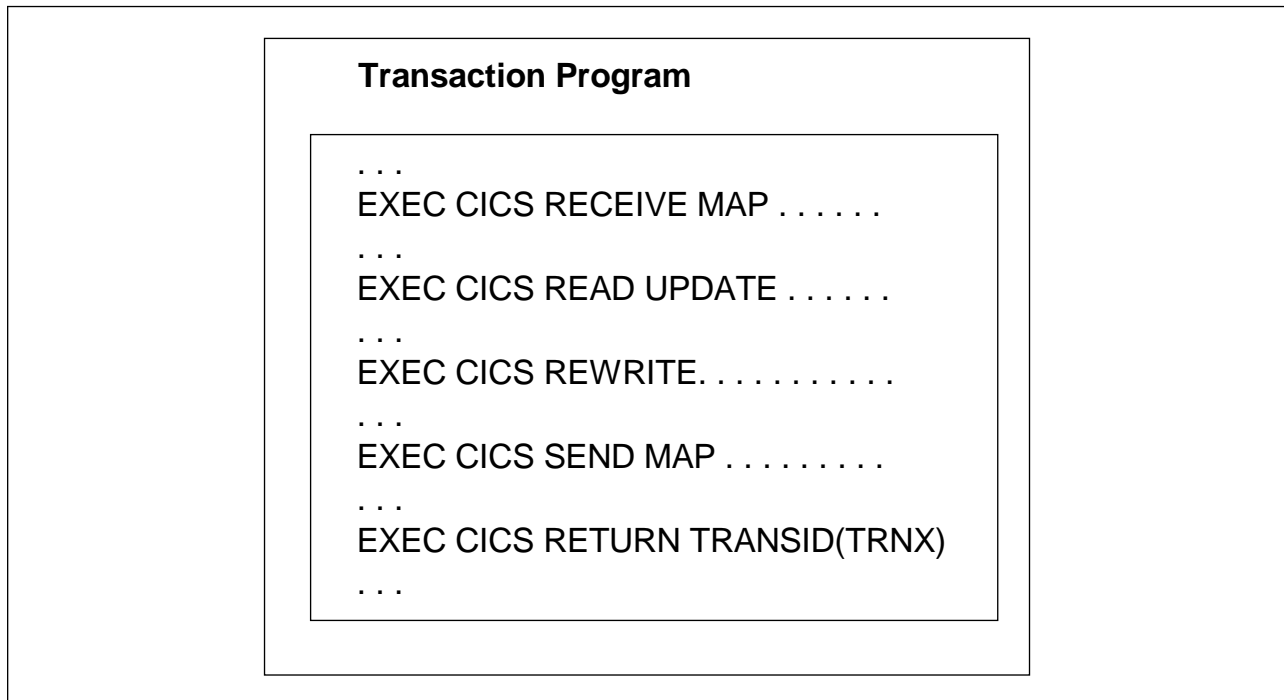 Transaction Program
. . .
EXEC CICS RECEIVE MAP . . . . . .
. . .
EXEC CICS READ UPDATE . . . . . .
. . .
EXEC CICS REWRITE. . . . . . . . . . .
. . .
EXEC CICS SEND MAP . . . . . . . . .
. . .
EXEC CICS RETURN TRANSID(TRNX)
. . .